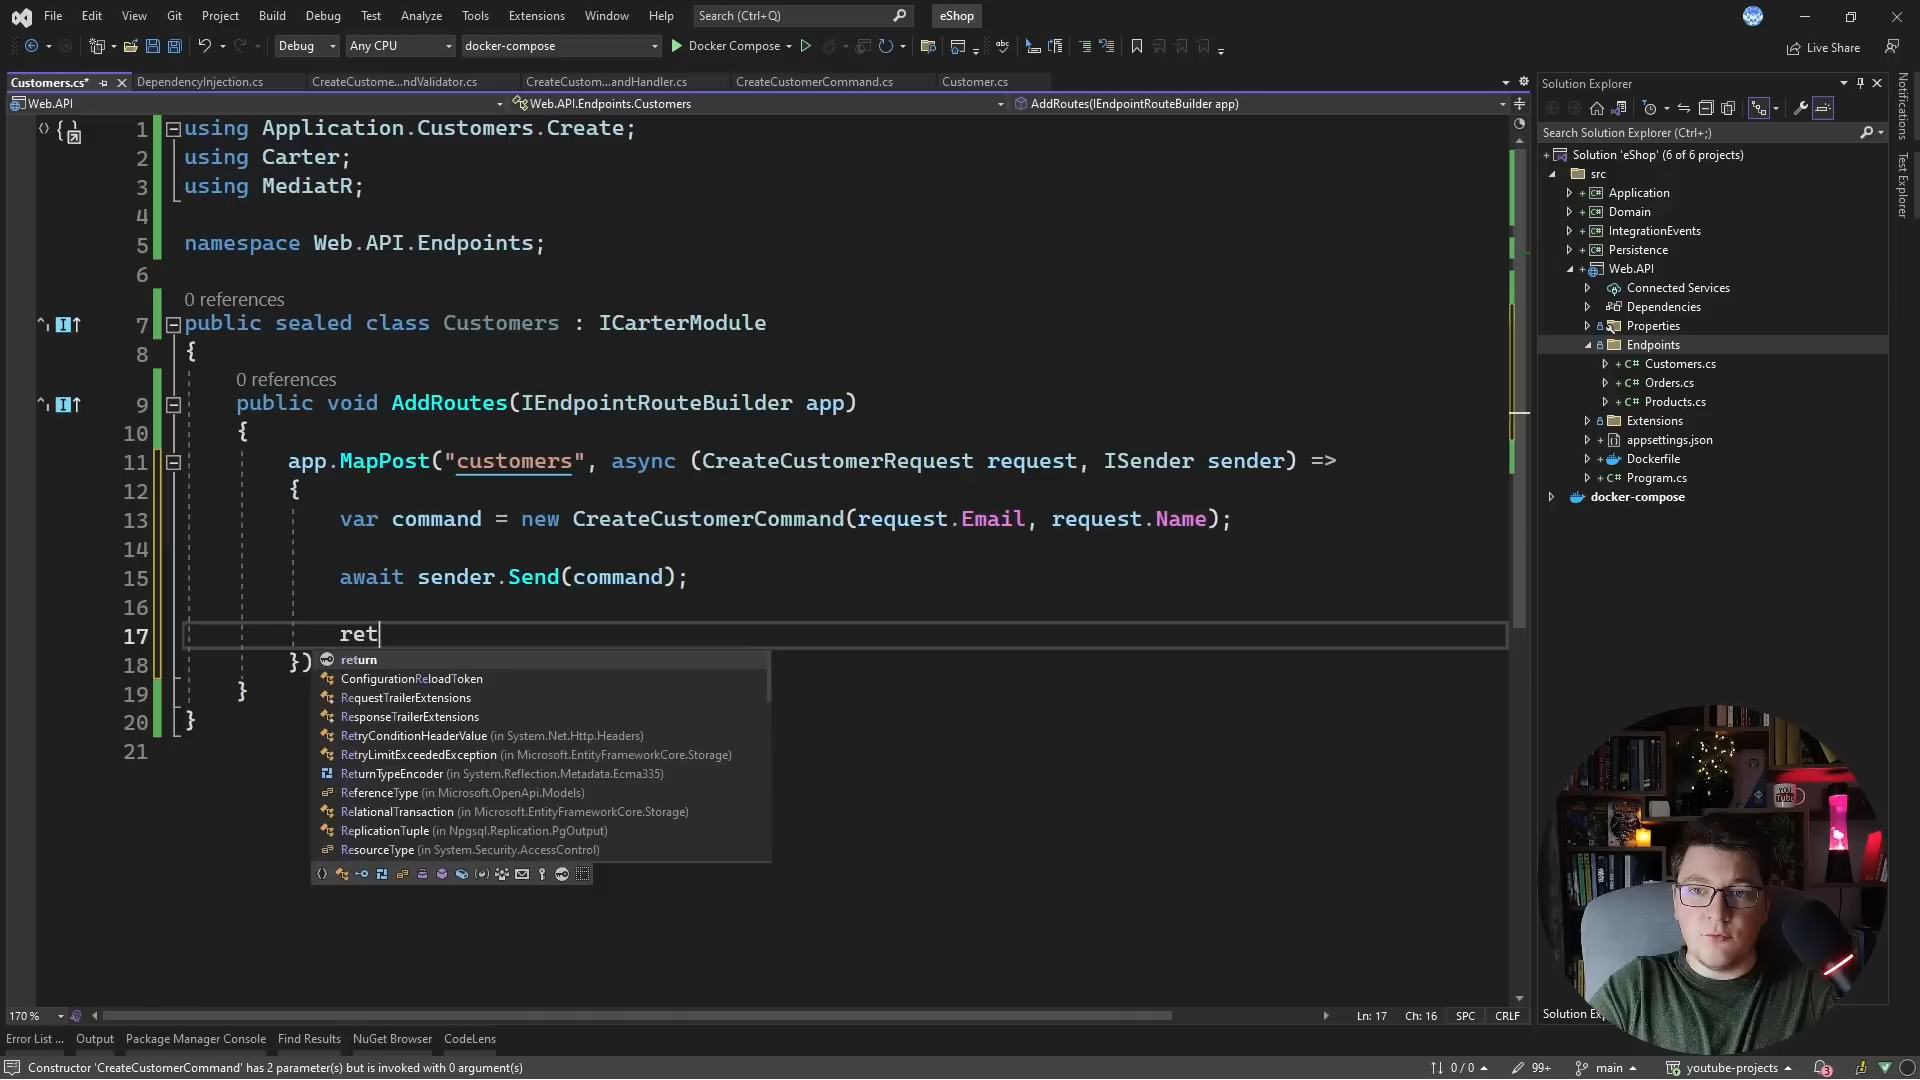 File Edit View Git Project Build Debug Test Analyze Tools Extensions Window Help Search (Ctrl+Q) eShop
Debug Any CPU docker-compose Docker Compose Live Share
Customers.cs* DependencyInjection.cs CreateCustome...ndValidator.cs CreateCustom...andHandler.cs CreateCustomerCommand.cs Customer.cs
Web.API Web.API.Endpoints.Customers AddRoutes(IEndpointRouteBuilder app)
1 using Application.Customers.Create;
2 using Carter;
3 using MediatR;
4
5 namespace Web.API.Endpoints;
6
0 references
7 public sealed class Customers : ICarterModule
8 {
0 references
9 public void AddRoutes(IEndpointRouteBuilder app)
10 {
11 app.MapPost("customers", async (CreateCustomerRequest request, ISender sender) =>
12 {
13 var command = new CreateCustomerCommand(request.Email, request.Name);
14
15 await sender.Send(command);
16
17 ret
18 })
19 }
20 }
21
return
ConfigurationReloadToken
RequestTrailerExtensions
ResponseTrailerExtensions
RetryConditionHeaderValue (in System.Net.Http.Headers)
RetryLimitExceededException (in Microsoft.EntityFrameworkCore.Storage)
ReturnTypeEncoder (in System.Reflection.Metadata.Ecma335)
ReferenceType (in Microsoft.OpenApi.Models)
RelationalTransaction (in Microsoft.EntityFrameworkCore.Storage)
ReplicationTuple (in Npgsql.Replication.PgOutput)
ResourceType (in System.Security.AccessControl)
Solution Explorer
Search Solution Explorer (Ctrl+;)
Solution 'eShop' (6 of 6 projects)
src
Application
Domain
IntegrationEvents
Persistence
Web.API
Connected Services
Dependencies
Properties
Endpoints
Customers.cs
Orders.cs
Products.cs
Extensions
appsettings.json
Dockerfile
Program.cs
docker-compose
Notifications
Test Explorer
YOU TUBE
170 % Ln: 17 Ch: 16 SPC CRLF
Error List ... Output Package Manager Console Find Results NuGet Browser CodeLens
Constructor 'CreateCustomerCommand' has 2 parameter(s) but is invoked with 0 argument(s) 0 / 0 99+ main youtube-projects 3